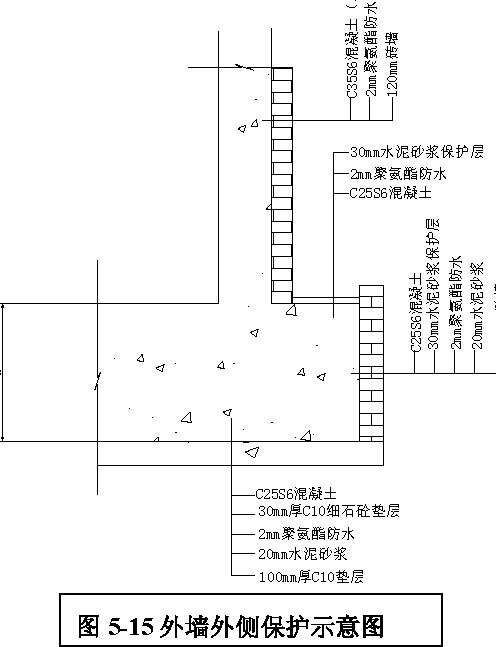 C35S6混凝土（
2mm聚氨酯防水
120mm砖墙
30mm水泥砂浆保护层
2mm聚氨酯防水
C25S6混凝土
C25S6混凝土
30mm水泥砂浆保护层
2mm聚氨酯防水
20mm水泥砂浆
C25S6混凝土
30mm厚C10细石砼垫层
2mm聚氨酯防水
20mm水泥砂浆
100mm厚C10垫层
图 5-15 外墙外侧保护示意图